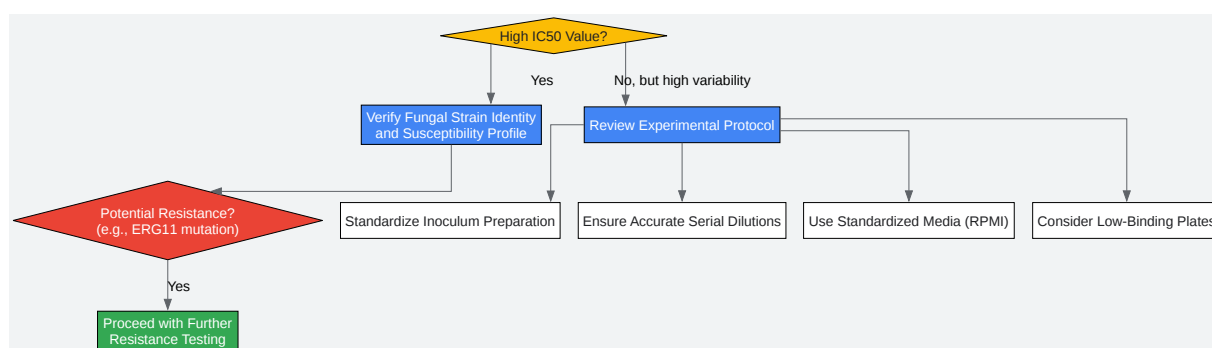 High IC50 Value?
Yes
No, but high variability
Verify Fungal Strain Identity
and Susceptibility Profile
Review Experimental Protocol
Potential Resistance?
(e.g., ERG11 mutation)
Standardize Inoculum Preparation
Ensure Accurate Serial Dilutions
Use Standardized Media (RPMI)
Consider Low-Binding Plates
Yes
Proceed with Further
Resistance Testing